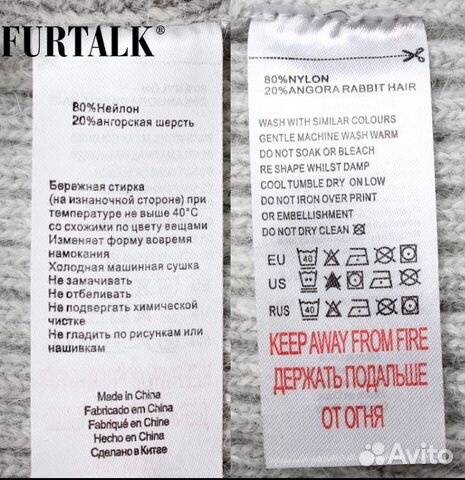 FURTALK®
80%Нейлон
20%ангорская шерсть
Бережная стирка
(на изнаночной стороне) при
температуре не выше 40°C
со схожими по цвету вещами
Изменяет форму вовремя
намокания
Холодная машинная сушка
Не замачивать
Не отбеливать
Не подвергать химической
чистке
Не гладить по рисункам или
нашивкам
Made in China
Fabricado en China
Fabriqué en Chine
Hecho en China
Сделано в Китае
80%NYLON
20%ANGORA RABBIT HAIR
WASH WITH SIMILAR COLOURS
GENTLE MACHINE WASH WARM
DO NOT SOAK OR BLEACH
RE SHAPE WHILST DAMP
COOL TUMBLE DRY ON LOW
DO NOT IRON OVER PRINT
OR EMBELLISHMENT
DO NOT DRY CLEAN
EU 40
US
RUS 40
KEEP AWAY FROM FIRE
ДЕРЖАТЬ ПОДАЛЬШЕ
ОТ ОГНЯ
Avito